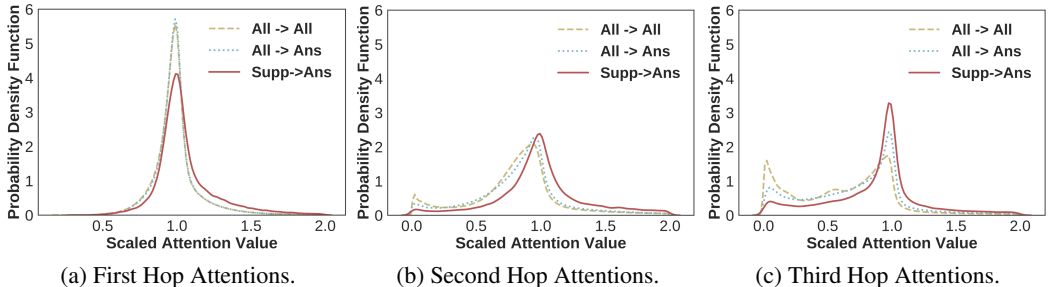 Probability Density Function
6
5
4
3
2
1
0
All -> All
All -> Ans
Supp->Ans
0.5 1.0 1.5 2.0
Scaled Attention Value
(a) First Hop Attentions.
Probability Density Function
6
5
4
3
2
1
0
All -> All
All -> Ans
Supp->Ans
0.0 0.5 1.0 1.5 2.0
Scaled Attention Value
(b) Second Hop Attentions.
Probability Density Function
6
5
4
3
2
1
0
All -> All
All -> Ans
Supp->Ans
0.0 0.5 1.0 1.5 2.0
Scaled Attention Value
(c) Third Hop Attentions.